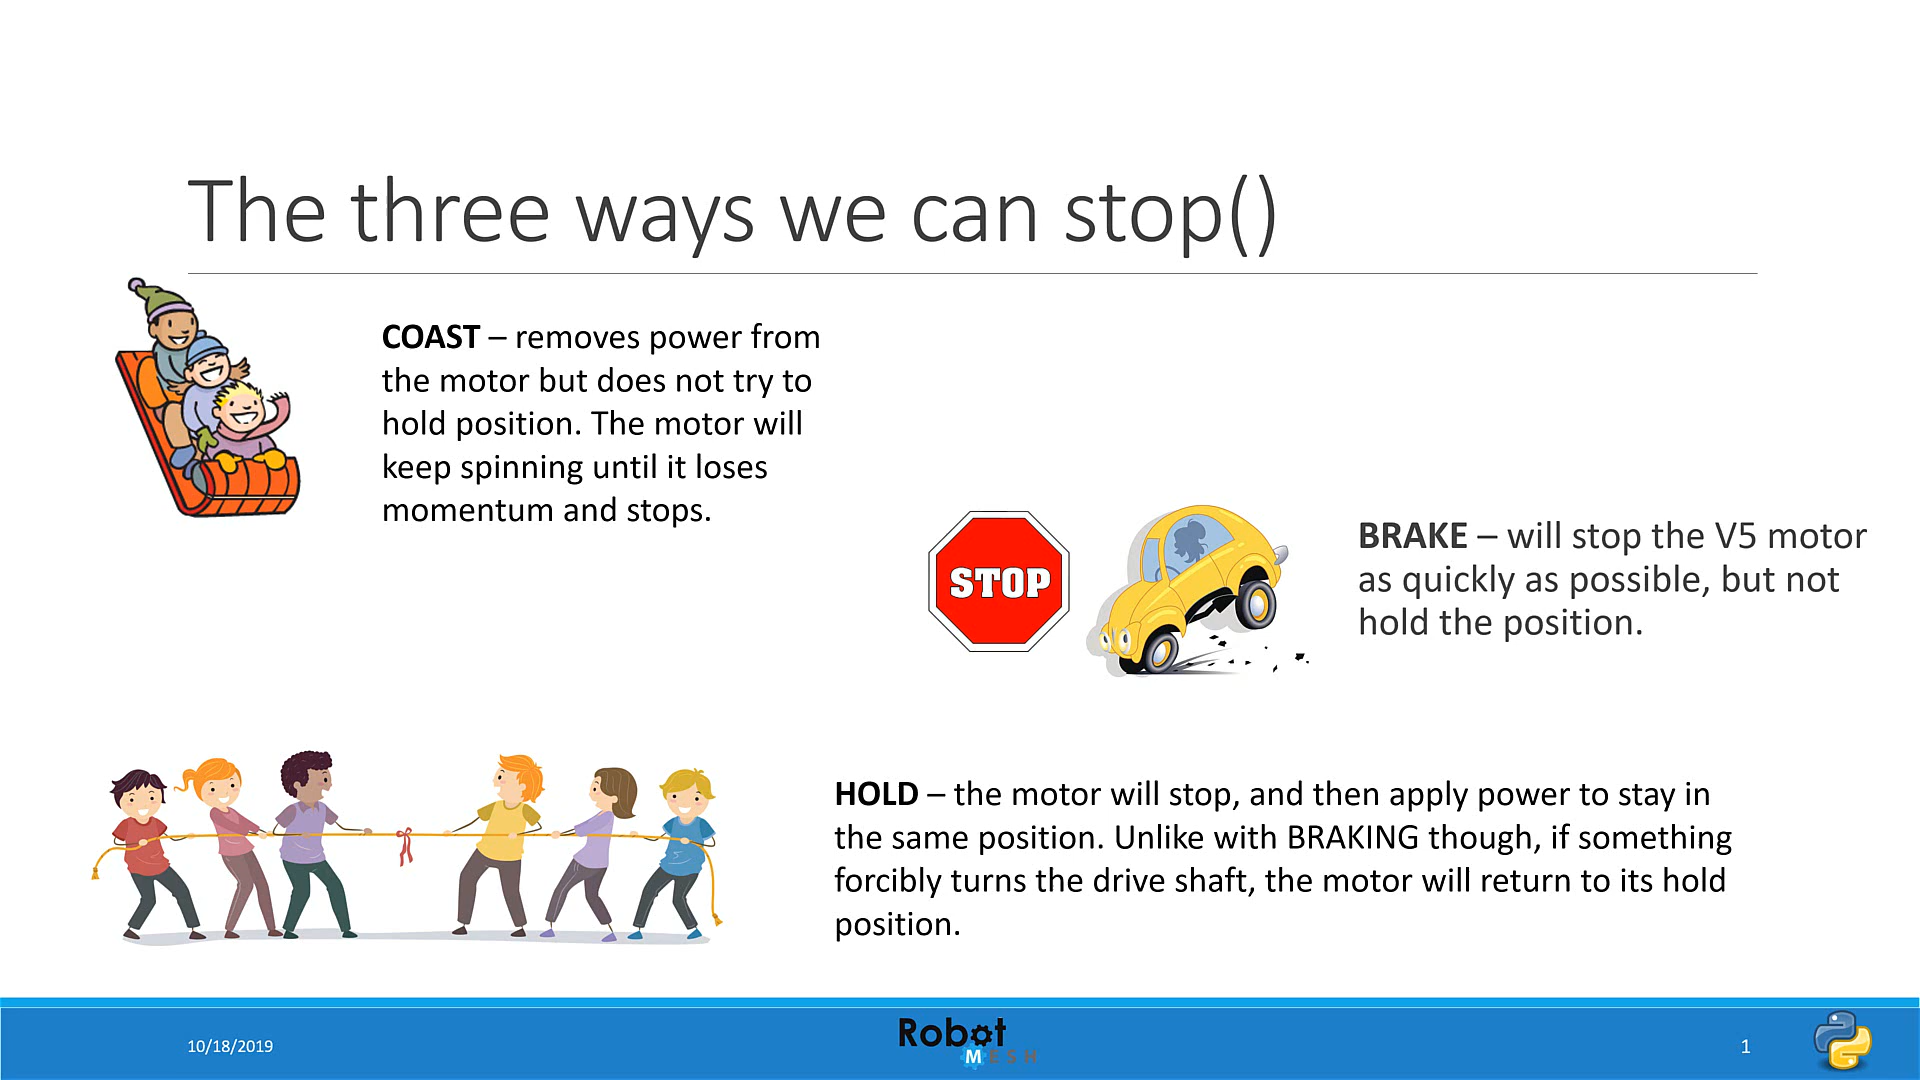 The three ways we can stop()
COAST – removes power from
the motor but does not try to
hold position. The motor will
keep spinning until it loses
momentum and stops.
STOP
BRAKE – will stop the V5 motor
as quickly as possible, but not
hold the position.
HOLD – the motor will stop, and then apply power to stay in
the same position. Unlike with BRAKING though, if something
forcibly turns the drive shaft, the motor will return to its hold
position.
10/18/2019
Robot
MESH
1